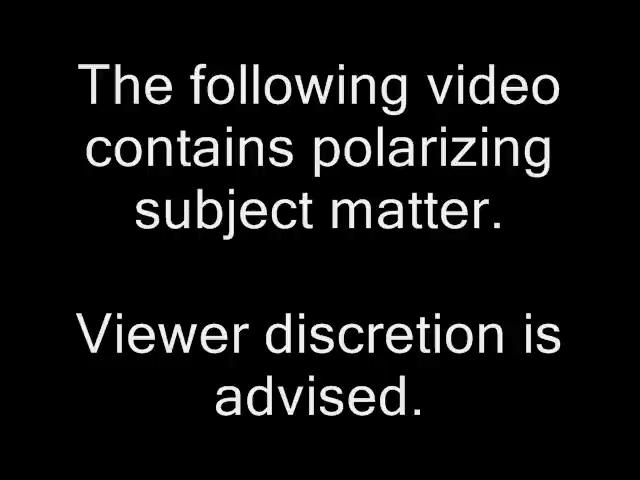 The following video
contains polarizing
subject matter.
Viewer discretion is
advised.